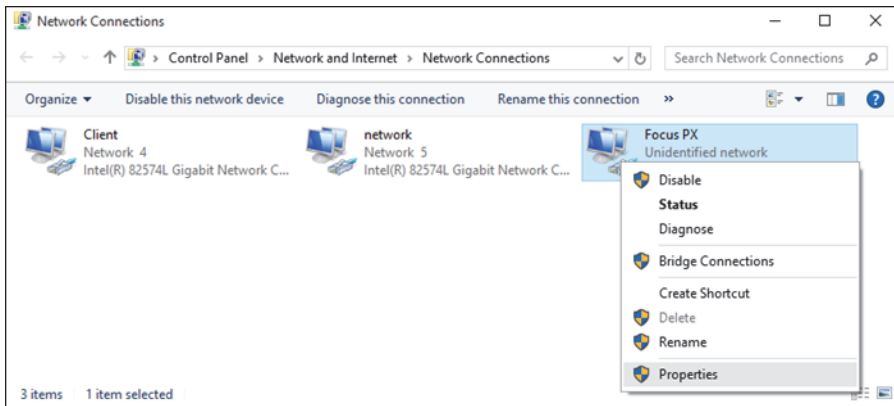 Network Connections
Control Panel > Network and Internet > Network Connections
Search Network Connections
Organize
Disable this network device
Diagnose this connection
Rename this connection
»
Client
Network 4
Intel(R) 82574L Gigabit Network C...
network
Network 5
Intel(R) 82574L Gigabit Network C...
Focus PX
Unidentified network
Disable
Status
Diagnose
Bridge Connections
Create Shortcut
Delete
Rename
Properties
3 items
1 item selected